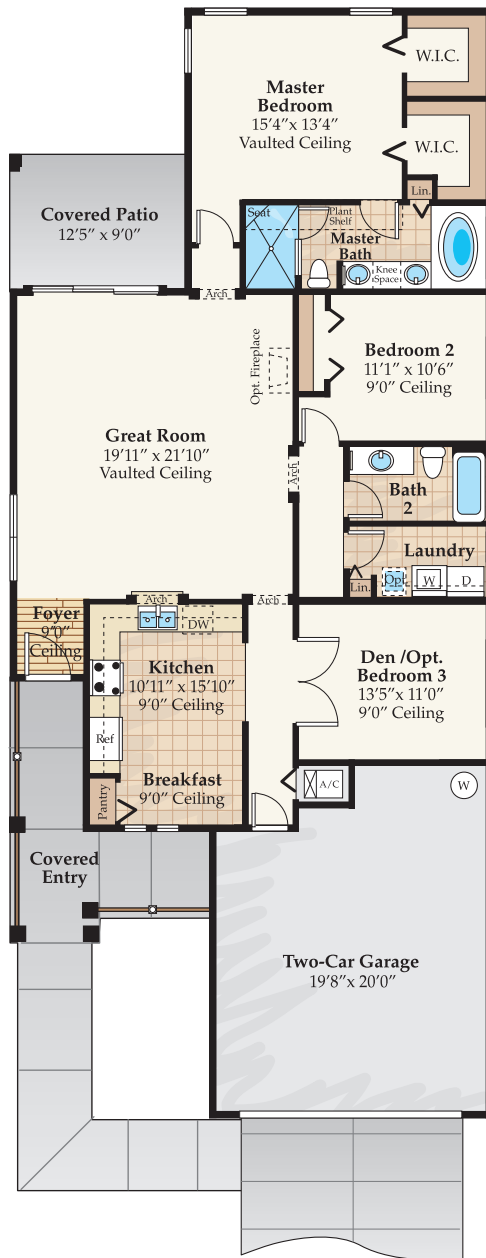 W.I.C.
Master
Bedroom
15'4"x 13'4"
Vaulted Ceiling
W.I.C.
Lin.
Covered Patio
12'5" x 9'0"
Seat
Plant
Shelf
Master
Bath
Knee
Space
Arch
Opt. Fireplace
Bedroom 2
11'1" x 10'6"
9'0" Ceiling
Great Room
19'11" x 21'10"
Vaulted Ceiling
Arch
Bath
2
Laundry
Lin.
Opt
W
D
Foyer
9'0"
Ceiling
Arch
Arch
DW
Kitchen
10'11" x 15'10"
9'0" Ceiling
Den /Opt.
Bedroom 3
13'5"x 11'0"
9'0" Ceiling
Ref
Breakfast
9'0" Ceiling
Pantry
A/C
W
Covered
Entry
Two-Car Garage
19'8"x 20'0"